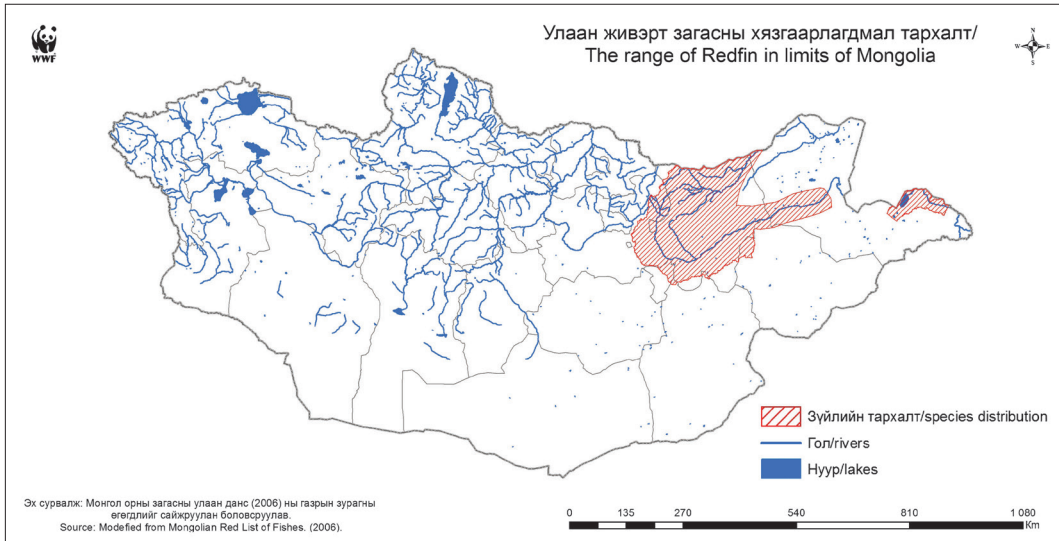 WWF
Улаан живэрт загасны хязгаарлагдмал тархалт/
The range of Redfin in limits of Mongolia
N
W E
S
Зүйлийн тархалт/species distribution
Гол/rivers
Нуур/lakes
Эх сурвалж: Монгол орны загасны улаан данс (2006) ны газрын зурагны
өгөгдлийг сайжруулан боловсруулав.
Source: Modefied from Mongolian Red List of Fishes. (2006).
0 135 270 540 810 1 080
Km